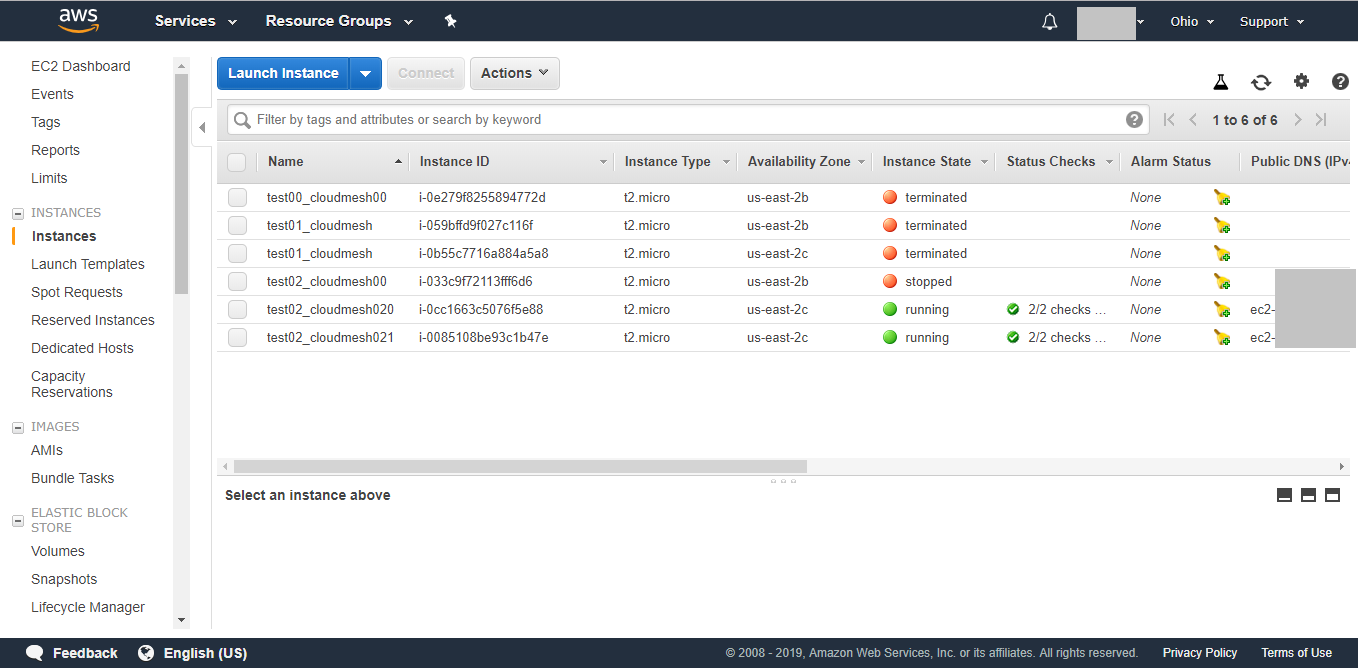 aws Services Resource Groups Ohio Support
EC2 Dashboard
Events
Tags
Reports
Limits
INSTANCES
Instances
Launch Templates
Spot Requests
Reserved Instances
Dedicated Hosts
Capacity
Reservations
IMAGES
AMIs
Bundle Tasks
ELASTIC BLOCK
STORE
Volumes
Snapshots
Lifecycle Manager
Launch Instance Connect Actions
Filter by tags and attributes or search by keyword 1 to 6 of 6
Name Instance ID Instance Type Availability Zone Instance State Status Checks Alarm Status Public DNS (IPv4
test00_cloudmesh00 i-0e279f8255894772d t2.micro us-east-2b terminated None
test01_cloudmesh i-059bffd9f027c116f t2.micro us-east-2b terminated None
test01_cloudmesh i-0b55c7716a884a5a8 t2.micro us-east-2c terminated None
test02_cloudmesh00 i-033c9f72113fff6d6 t2.micro us-east-2b stopped None
test02_cloudmesh020 i-0cc1663c5076f5e88 t2.micro us-east-2c running 2/2 checks ... None ec2-
test02_cloudmesh021 i-0085108be93c1b47e t2.micro us-east-2c running 2/2 checks ... None ec2-
Select an instance above
Feedback English (US) © 2008 - 2019, Amazon Web Services, Inc. or its affiliates. All rights reserved. Privacy Policy Terms of Use